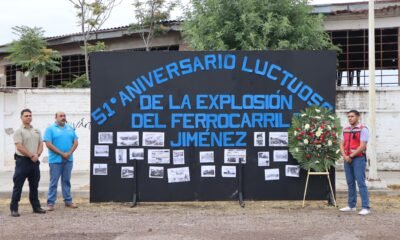 51° ANIVERSARIO LUCTUOSO
DE LA EXPLOSIÓN
DEL FERROCARRIL
JIMÉNEZ